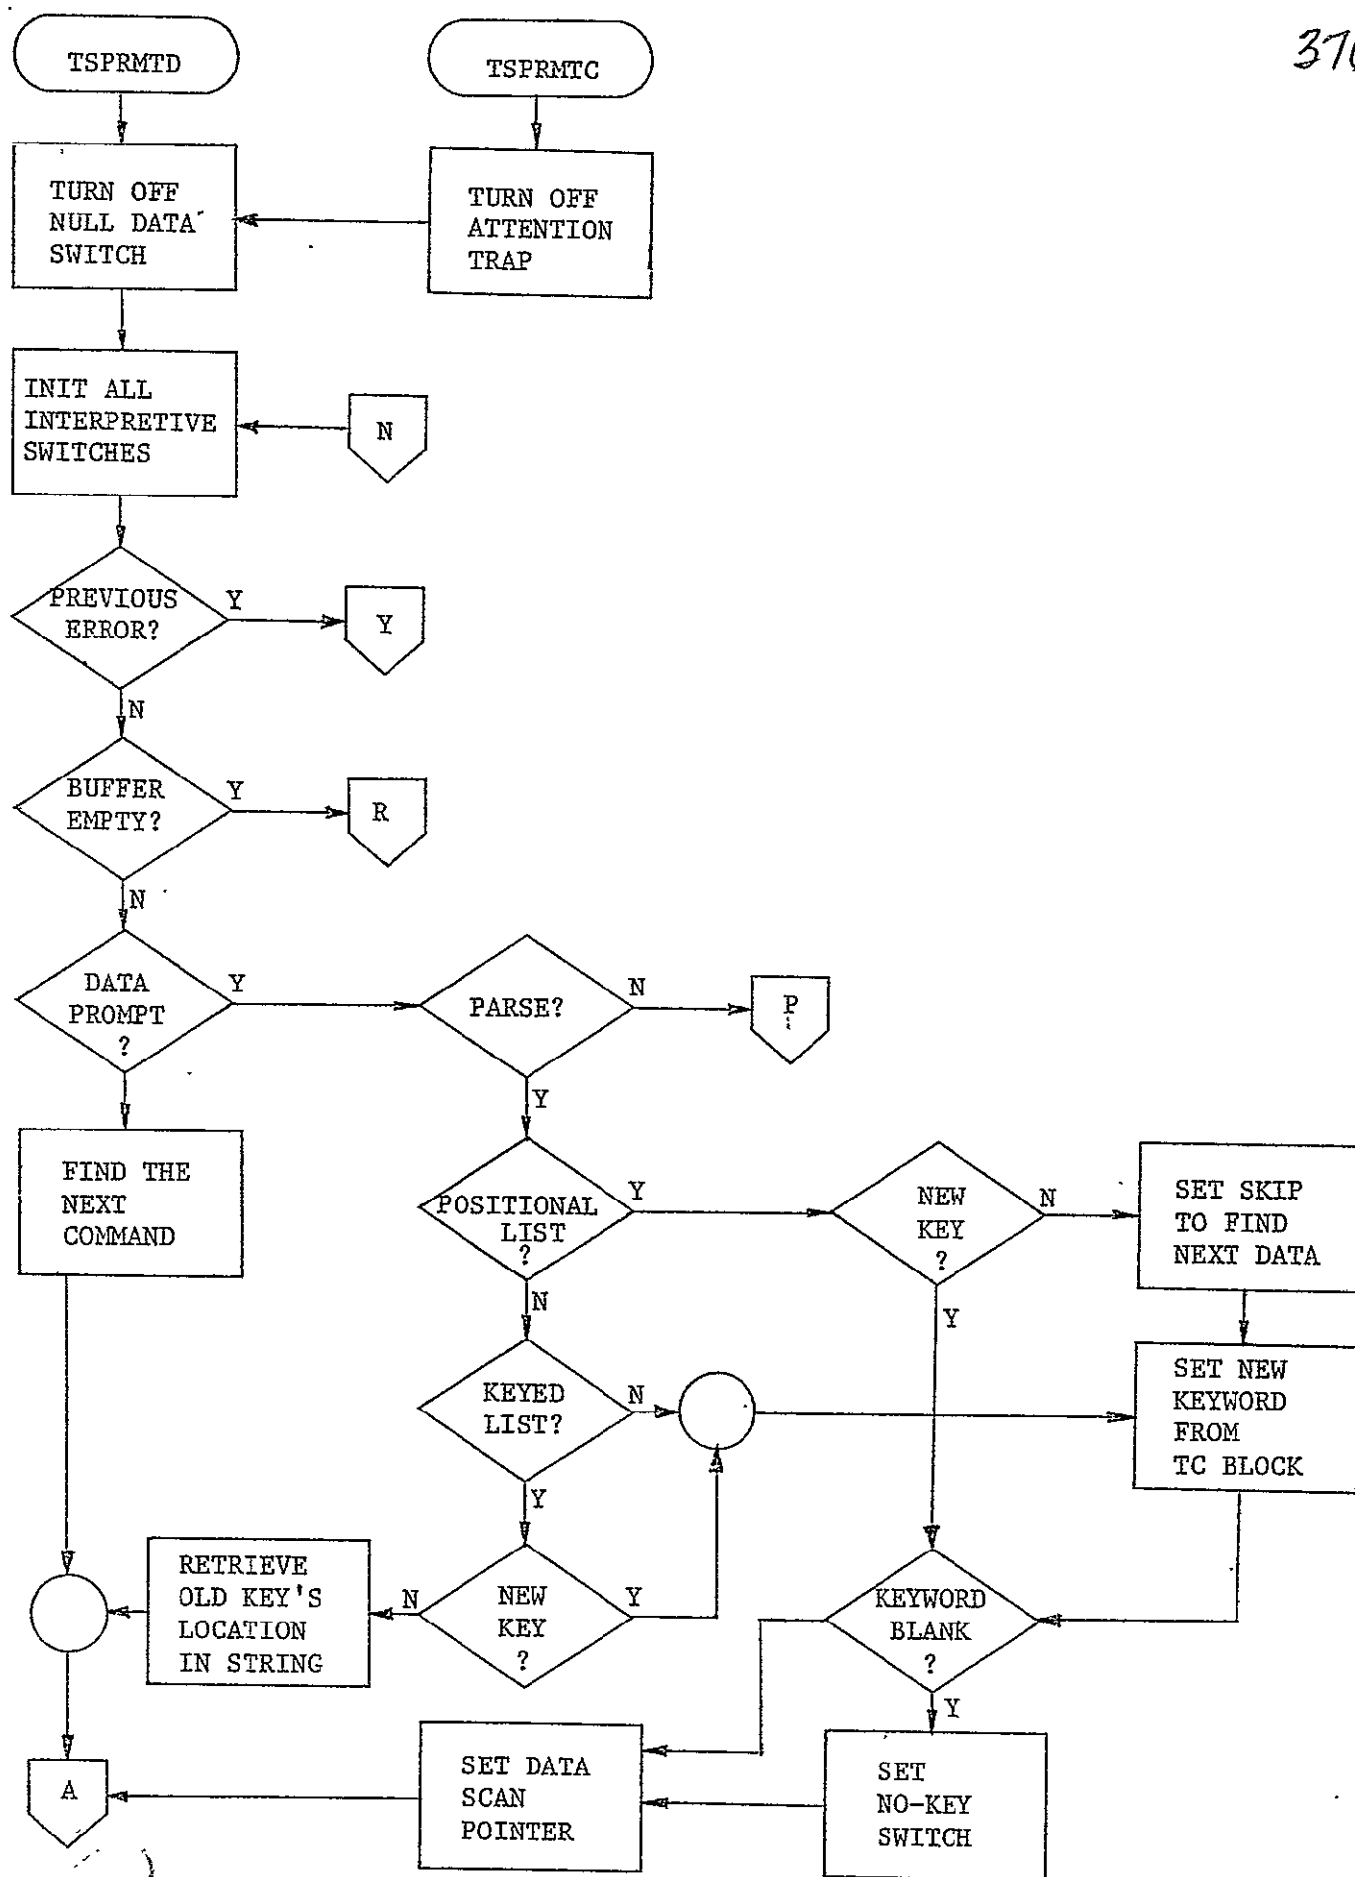 TSPRMTD
TSPRMTC
TURN OFF
NULL DATA
SWITCH
TURN OFF
ATTENTION
TRAP
INIT ALL
INTERPRETIVE
SWITCHES
N
PREVIOUS
ERROR?
Y
Y
N
BUFFER
EMPTY?
Y
R
N
DATA
PROMPT
?
Y
PARSE?
N
P
Y
FIND THE
NEXT
COMMAND
POSITIONAL
LIST
?
Y
NEW
KEY
?
N
SET SKIP
TO FIND
NEXT DATA
N
Y
KEYED
LIST?
N
SET NEW
KEYWORD
FROM
TC BLOCK
Y
RETRIEVE
OLD KEY'S
LOCATION
IN STRING
N
NEW
KEY
?
Y
KEYWORD
BLANK
?
Y
A
SET DATA
SCAN
POINTER
SET
NO-KEY
SWITCH